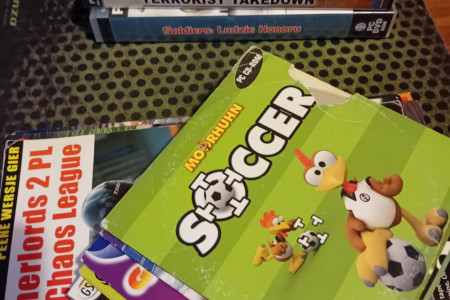 TERRORIST TAKEDOWN
Soldiers: Ludzie Honoru
PC
DVD
PC CD-ROM
MOORHUHN
SOCCER
PEŁNE WERSJE GIER
erlords 2 PL
Chaos League